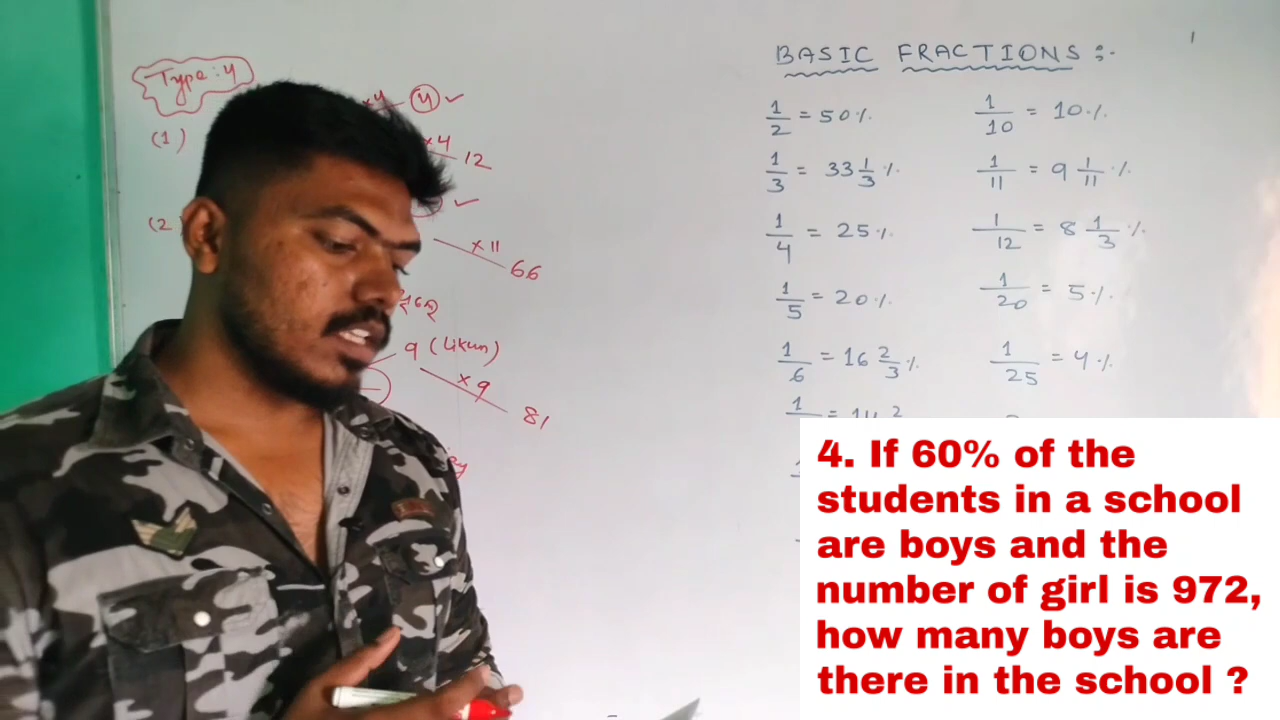 Type: 4
(1)
×4 (4) ✓
×4 12
(2
✓
×11
66
9 (Likun)
×9
81
BASIC FRACTIONS :-
1/2 = 50%
1/3 = 33 1/3 %
1/4 = 25%
1/5 = 20%
1/6 = 16 2/3 %
1/10 = 10%
1/11 = 9 1/11 %
1/12 = 8 1/3 %
1/20 = 5%
1/25 = 4%
4. If 60% of the
students in a school
are boys and the
number of girl is 972,
how many boys are
there in the school ?